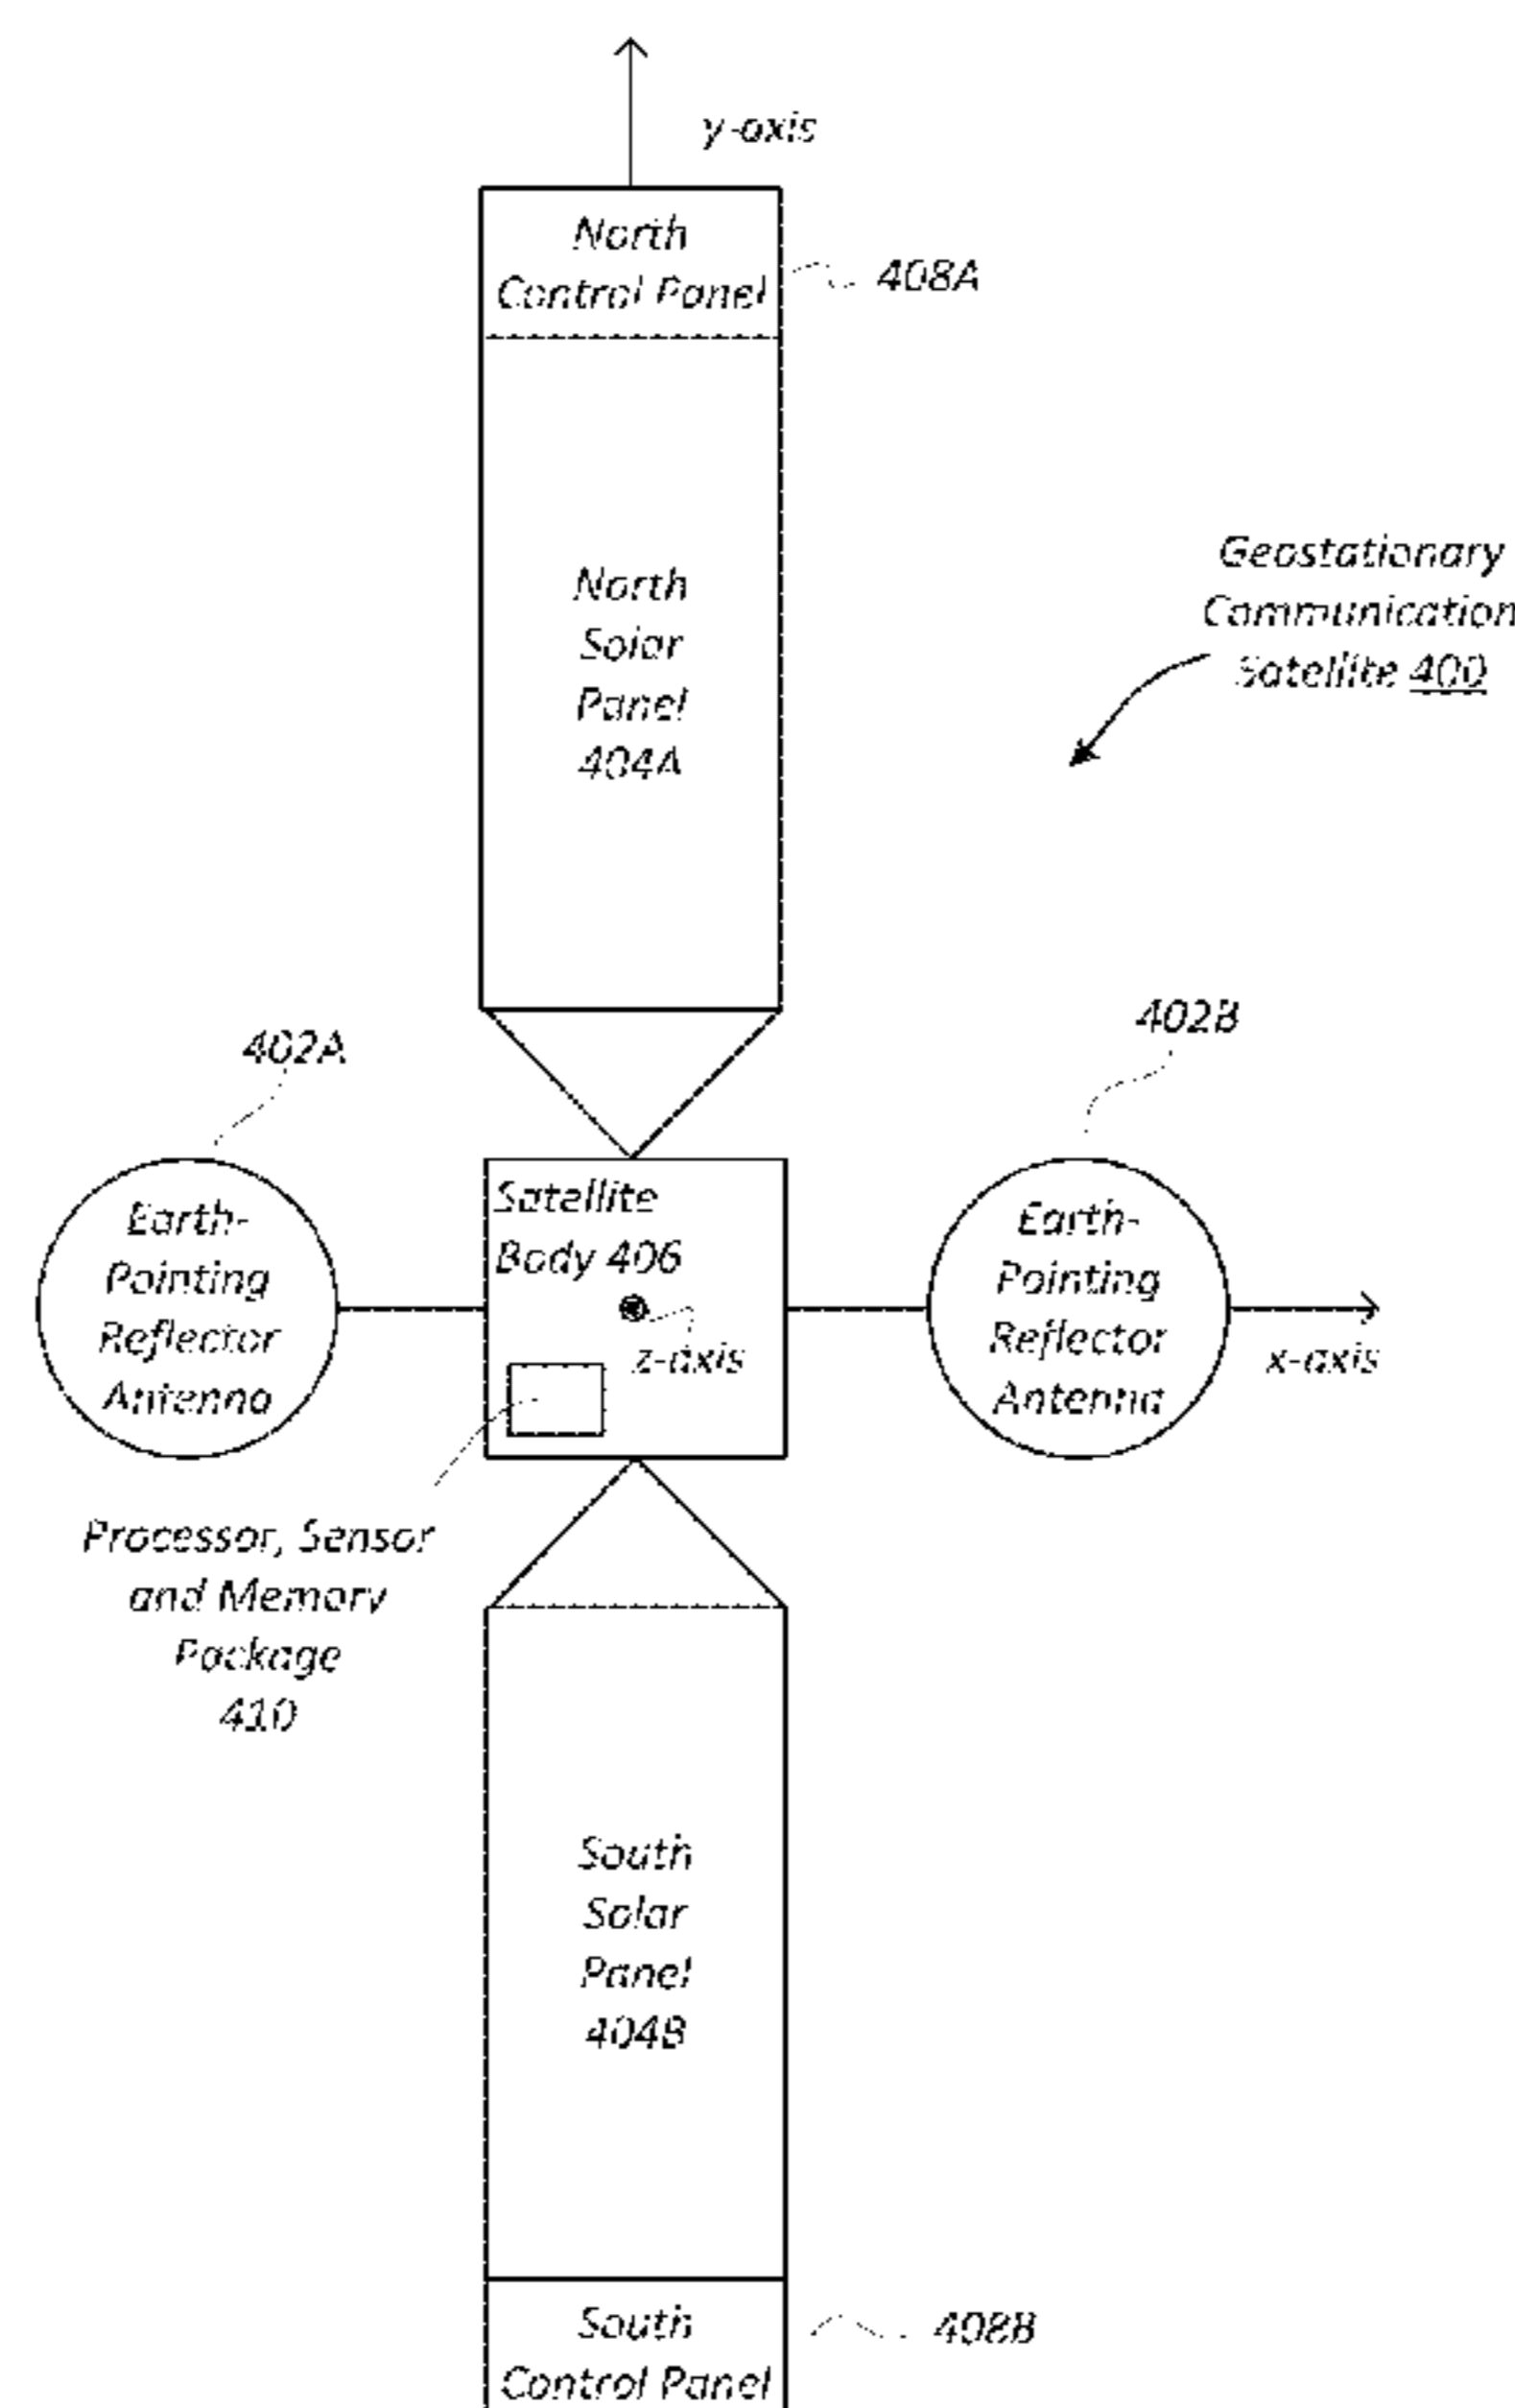 y-axis
North
Control Panel
408A
North
Solar
Panel
404A
Geostationary
Communication
Satellite 400
402A
402B
Earth-
Pointing
Reflector
Antenna
Satellite
Body 406
z-axis
Earth-
Pointing
Reflector
Antenna
x-axis
Processor, Sensor
and Memory
Package
410
South
Solar
Panel
404B
South
Control Panel
408B